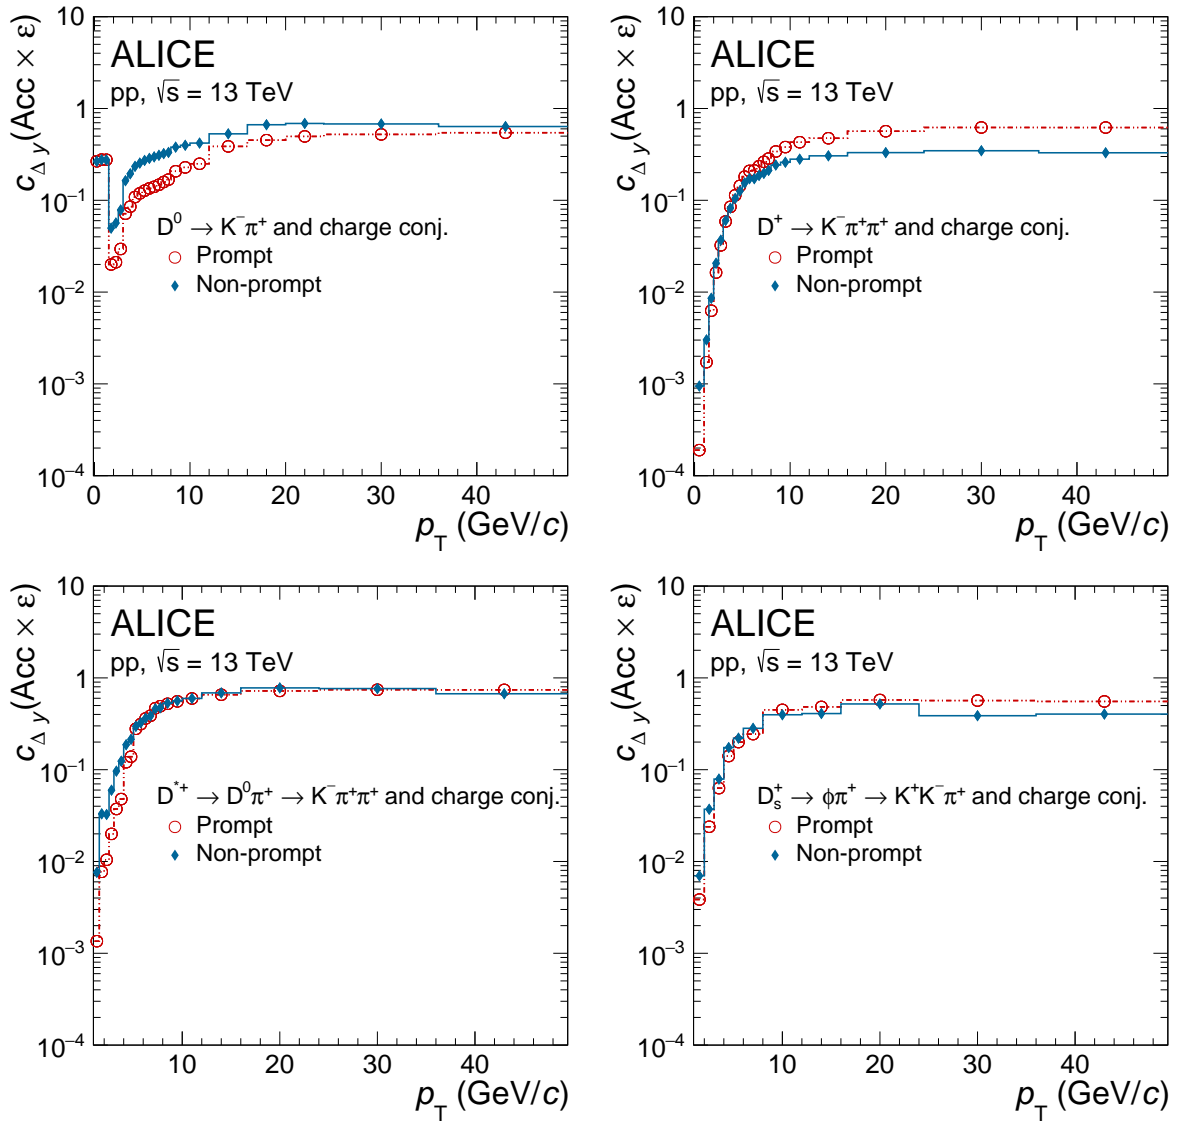 10
ALICE
pp, √s = 13 TeV
1
10⁻¹
D⁰ → K⁻π⁺ and charge conj.
Prompt
Non-prompt
10⁻²
10⁻³
10⁻⁴
0 10 20 30 40
p_T (GeV/c)
c_Δy (Acc × ε)
10
ALICE
pp, √s = 13 TeV
1
10⁻¹
D⁺ → K⁻π⁺π⁺ and charge conj.
Prompt
Non-prompt
10⁻²
10⁻³
10⁻⁴
0 10 20 30 40
p_T (GeV/c)
c_Δy (Acc × ε)
10
ALICE
pp, √s = 13 TeV
1
10⁻¹
D*⁺ → D⁰π⁺ → K⁻π⁺π⁺ and charge conj.
Prompt
Non-prompt
10⁻²
10⁻³
10⁻⁴
10 20 30 40
p_T (GeV/c)
c_Δy (Acc × ε)
10
ALICE
pp, √s = 13 TeV
1
10⁻¹
D_s⁺ → ϕπ⁺ → K⁺K⁻π⁺ and charge conj.
Prompt
Non-prompt
10⁻²
10⁻³
10⁻⁴
10 20 30 40
p_T (GeV/c)
c_Δy (Acc × ε)